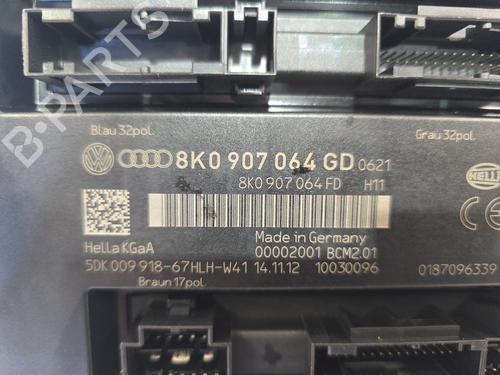 Blau 32pol.
Grau 32pol.
8K0 907 064 GD 0621
8K0 907 064 FD H11
HELLA
Hella KGaA
Made in Germany
00002001 BCM2.01
5DK 009 918-67HLH-W41 14.11.12 10030096
0187096339
Braun 17pol.
B-PARTS